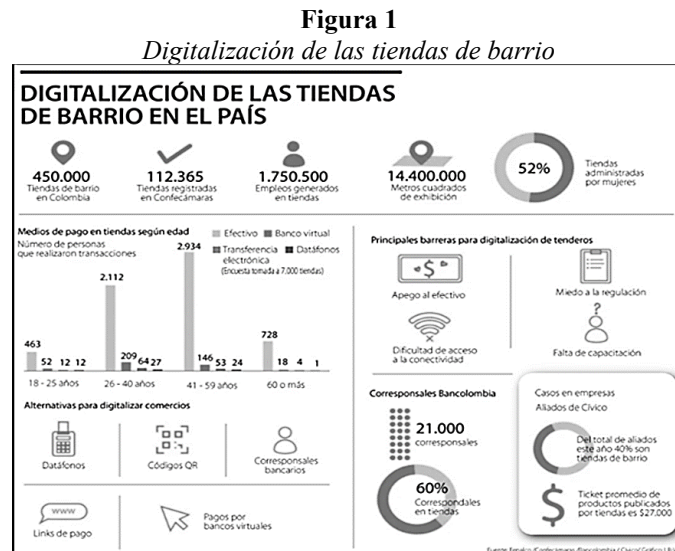 Figura 1
Digitalización de las tiendas de barrio
DIGITALIZACIÓN DE LAS TIENDAS
DE BARRIO EN EL PAÍS
450.000
Tiendas de barrio
en Colombia
112.365
Tiendas registradas
en Confecámaras
1.750.500
Empleos generados
en tiendas
14.400.000
Metros cuadrados
de exhibición
52%
Tiendas
administradas
por mujeres
Medios de pago en tiendas según edad
Número de personas
que realizaron transacciones
Efectivo
Banco virtual
Transferencia
electrónica
Datáfonos
(Encuesta tomada a 7,000 tiendas)
463
52
12
12
2.112
209
64
27
2.934
146
53
24
728
18
4
1
18 - 25 años
26 - 40 años
41 - 59 años
60 o más
Alternativas para digitalizar comercios
Datáfonos
Códigos QR
Corresponsales
bancarios
www
Links de pago
Pagos por
bancos virtuales
Principales barreras para digitalización de tenderos
$
Apego al efectivo
Miedo a la regulación
Dificultad de acceso
a la conectividad
?
Falta de capacitación
Corresponsales Bancolombia
21.000
corresponsales
60%
Correspondales
en tiendas
Casos en empresas
Aliados de Cívico
Del total de aliados
este año 40% son
tiendas de barrio
$
Ticket promedio de
productos publicados
por tiendas es $27.000